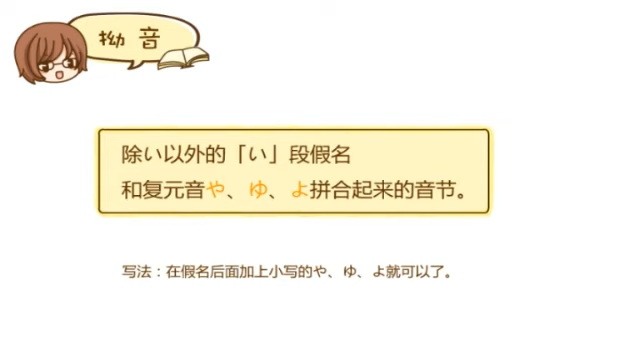 拗音
除い以外的「い」段假名
和复元音や、ゆ、よ拼合起来的音节。
写法：在假名后面加上小写的や、ゆ、よ就可以了。